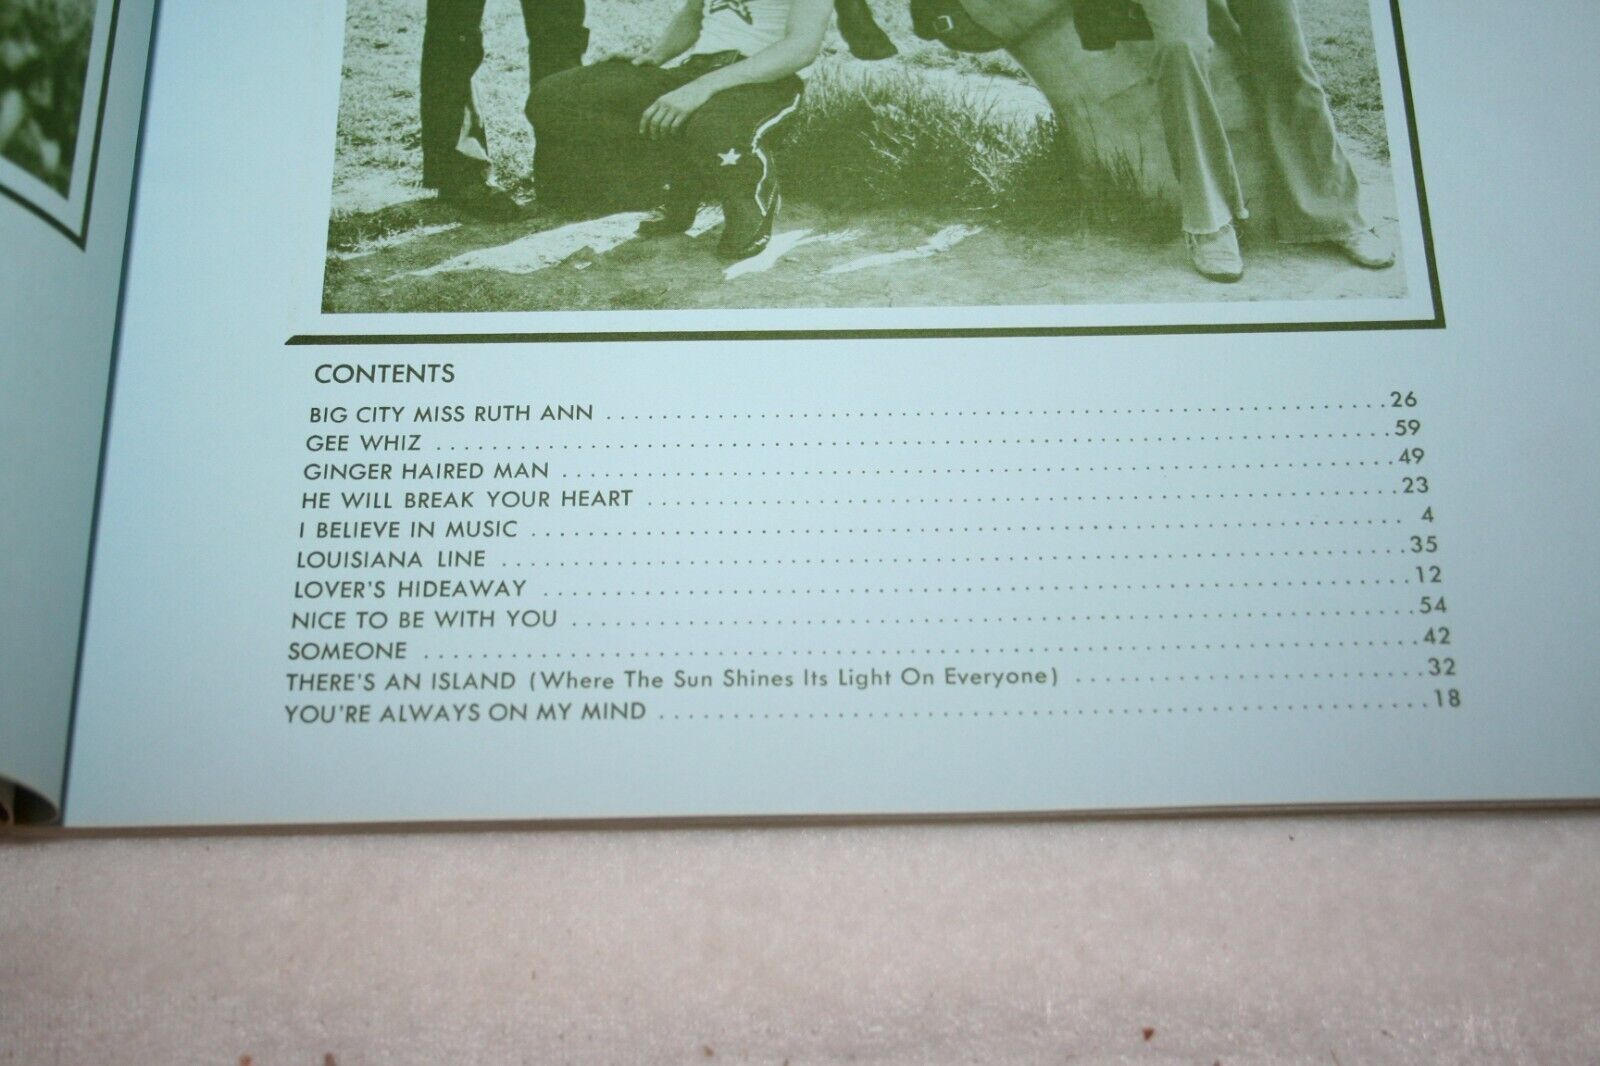 CONTENTS
BIG CITY MISS RUTH ANN ........................................................ 26
GEE WHIZ ........................................................ 59
GINGER HAIRED MAN ........................................................ 49
HE WILL BREAK YOUR HEART ........................................................ 23
I BELIEVE IN MUSIC ........................................................ 4
LOUISIANA LINE ........................................................ 35
LOVER'S HIDEAWAY ........................................................ 12
NICE TO BE WITH YOU ........................................................ 54
SOMEONE ........................................................ 42
THERE'S AN ISLAND (Where The Sun Shines Its Light On Everyone) ........................ 32
YOU'RE ALWAYS ON MY MIND ........................................................ 18